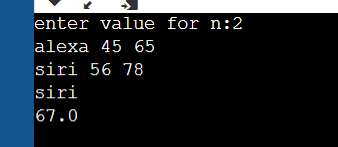 enter value for n:2
alexa 45 65
siri 56 78
siri
67.0